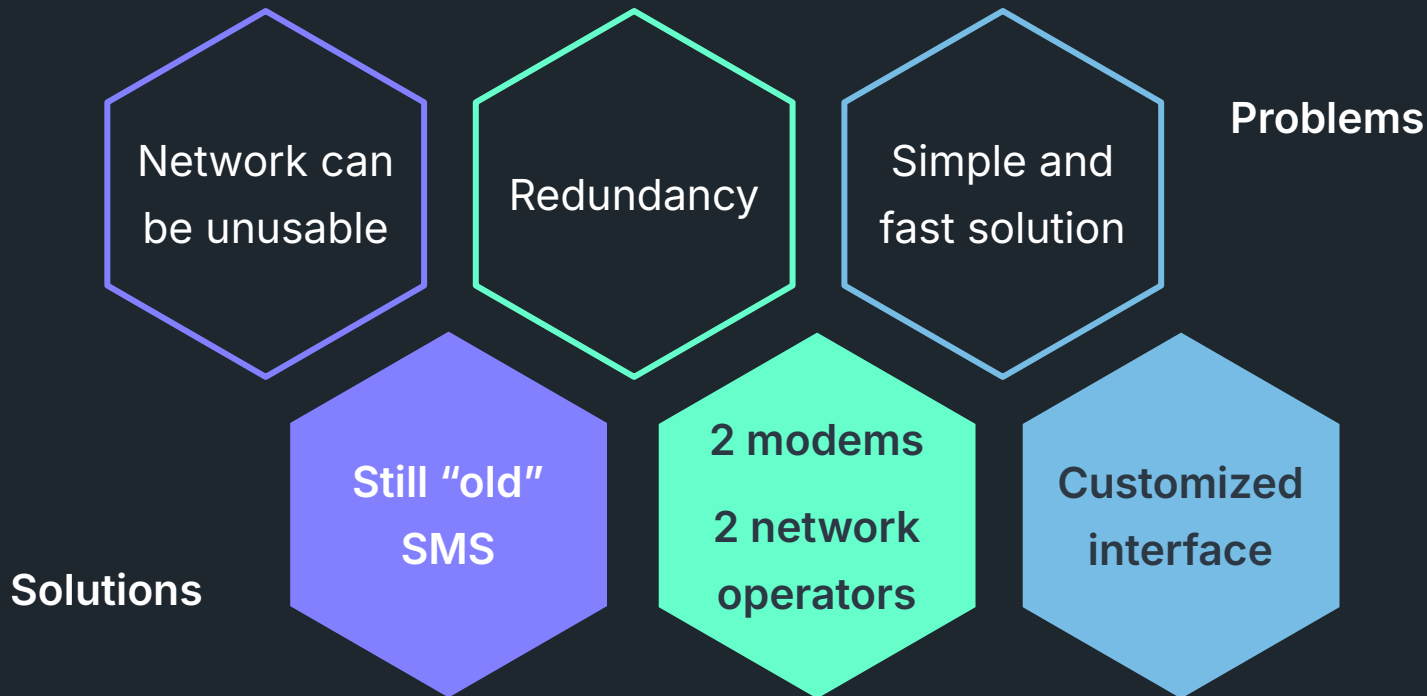 Problems
Network can
be unusable
Redundancy
Simple and
fast solution
Solutions
Still “old”
SMS
2 modems
2 network
operators
Customized
interface